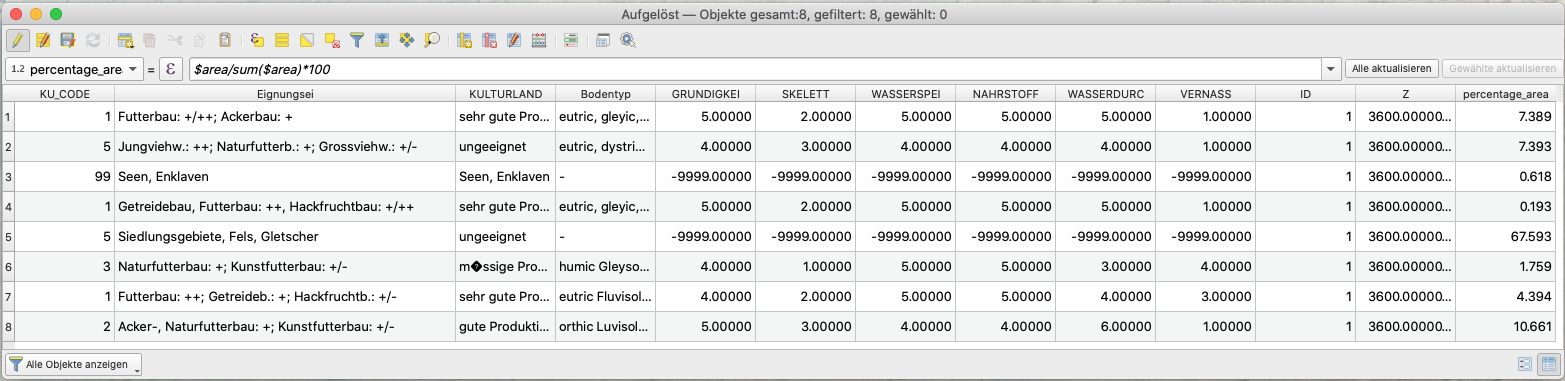 Aufgelöst — Objekte gesamt:8, gefiltert: 8, gewählt: 0
1.2 percentage_area = ε $area/sum($area)*100 Alle aktualisieren Gewählte aktualisieren
KU_CODE Eignungsei KULTURLAND Bodentyp GRUNDIGKEI SKELETT WASSERSPEI NAHRSTOFF WASSERDURC VERNASS ID Z percentage_area
1 1 Futterbau: +/++; Ackerbau: + sehr gute Pro... eutric, gleyic,... 5.00000 2.00000 5.00000 5.00000 5.00000 1.00000 1 3600.00000... 7.389
2 5 Jungviehw.: ++; Naturfutterb.: +; Grossviehw.: +/- ungeeignet eutric, dystri... 4.00000 3.00000 4.00000 4.00000 4.00000 1.00000 1 3600.00000... 7.393
3 99 Seen, Enklaven Seen, Enklaven - -9999.00000 -9999.00000 -9999.00000 -9999.00000 -9999.00000 -9999.00000 1 3600.00000... 0.618
4 1 Getreidebau, Futterbau: ++, Hackfruchtbau: +/++ sehr gute Pro... eutric, gleyic,... 5.00000 2.00000 5.00000 5.00000 5.00000 1.00000 1 3600.00000... 0.193
5 5 Siedlungsgebiete, Fels, Gletscher ungeeignet - -9999.00000 -9999.00000 -9999.00000 -9999.00000 -9999.00000 -9999.00000 1 3600.00000... 67.593
6 3 Naturfutterbau: +; Kunstfutterbau: +/- m�ssige Pro... humic Gleyso... 4.00000 1.00000 5.00000 5.00000 3.00000 4.00000 1 3600.00000... 1.759
7 1 Futterbau: ++; Getreideb.: +; Hackfruchtb.: +/- sehr gute Pro... eutric Fluvisol... 4.00000 2.00000 5.00000 5.00000 4.00000 3.00000 1 3600.00000... 4.394
8 2 Acker-, Naturfutterbau: +; Kunstfutterbau: +/- gute Produkti... orthic Luvisol... 5.00000 3.00000 4.00000 4.00000 6.00000 1.00000 1 3600.00000... 10.661
Alle Objekte anzeigen